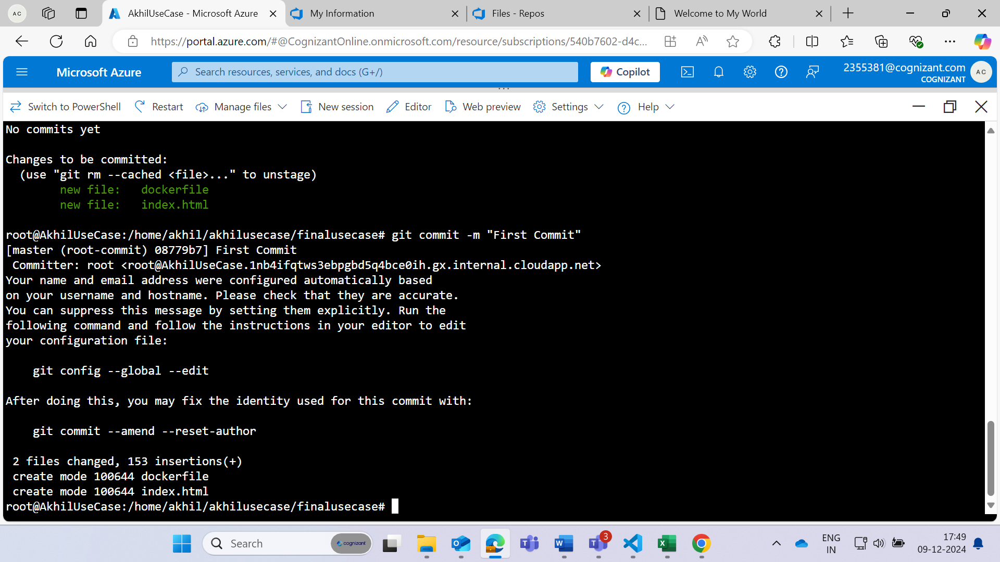 AC
AkhilUseCase - Microsoft Azure
My Information
Files - Repos
Welcome to My World
https://portal.azure.com/#@CognizantOnline.onmicrosoft.com/resource/subscriptions/540b7602-d4c...
Microsoft Azure
Search resources, services, and docs (G+/)
Copilot
2355381@cognizant.com
COGNIZANT
AC
Switch to PowerShell
Restart
Manage files
New session
Editor
Web preview
Settings
Help
No commits yet
Changes to be committed:
(use "git rm --cached <file>..." to unstage)
new file:   dockerfile
new file:   index.html
root@AkhilUseCase:/home/akhil/akhilusecase/finalusecase# git commit -m "First Commit"
[master (root-commit) 08779b7] First Commit
Committer: root <root@AkhilUseCase.1nb4ifqtws3ebpgbd5q4bce0ih.gx.internal.cloudapp.net>
Your name and email address were configured automatically based
on your username and hostname. Please check that they are accurate.
You can suppress this message by setting them explicitly. Run the
following command and follow the instructions in your editor to edit
your configuration file:
git config --global --edit
After doing this, you may fix the identity used for this commit with:
git commit --amend --reset-author
2 files changed, 153 insertions(+)
create mode 100644 dockerfile
create mode 100644 index.html
root@AkhilUseCase:/home/akhil/akhilusecase/finalusecase#
Search
cognizant
3
ENG
IN
17:49
09-12-2024